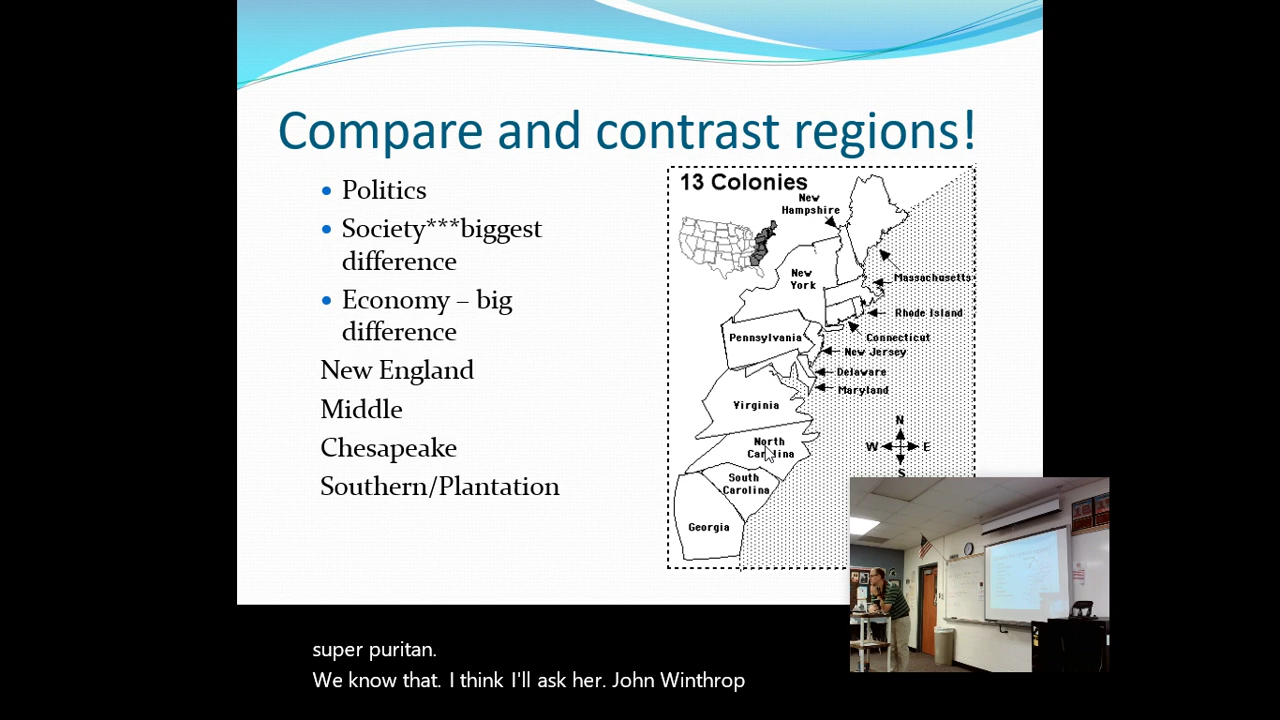 Compare and contrast regions!
Politics
Society***biggest
difference
Economy – big
difference
New England
Middle
Chesapeake
Southern/Plantation
13 Colonies
New
Hampshire
New
York
Massachusetts
Rhode Island
Pennsylvania
Connecticut
New Jersey
Delaware
Maryland
Virginia
N
W E
S
North
Carolina
South
Carolina
Georgia
super puritan.
We know that. I think I'll ask her. John Winthrop